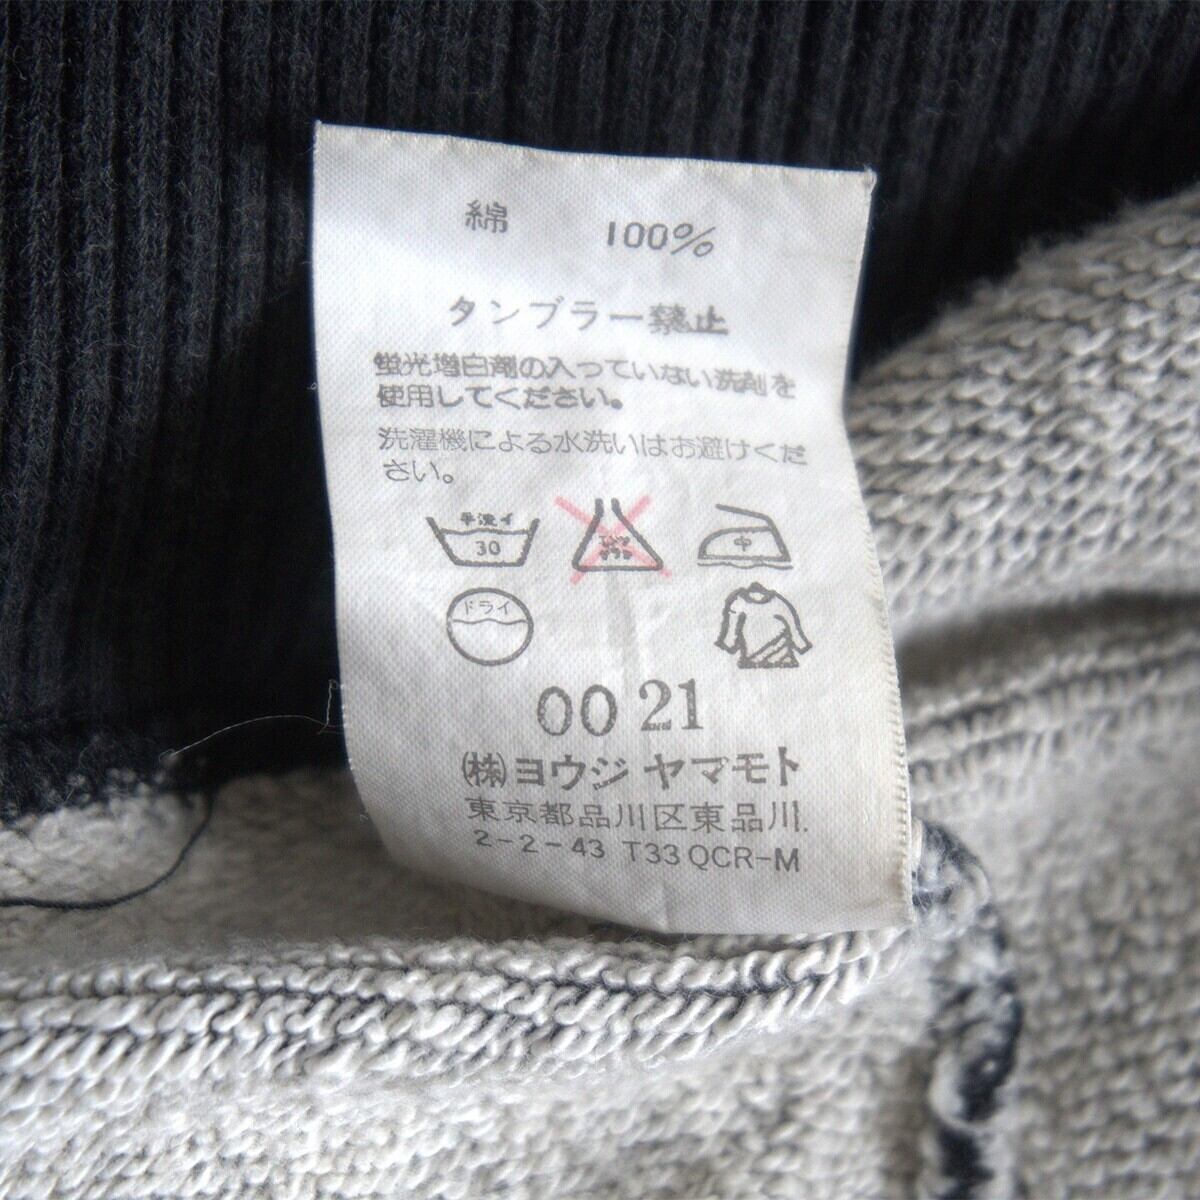 綿 100%
タンブラー禁止
蛍光増白剤の入っていない洗剤を
使用してください。
洗濯機による水洗いはお避けくだ
さい。
手洗イ
30
中
ドライ
00 21
(株)ヨウジ ヤマモト
東京都品川区東品川.
2-2-43 T33QCR-M